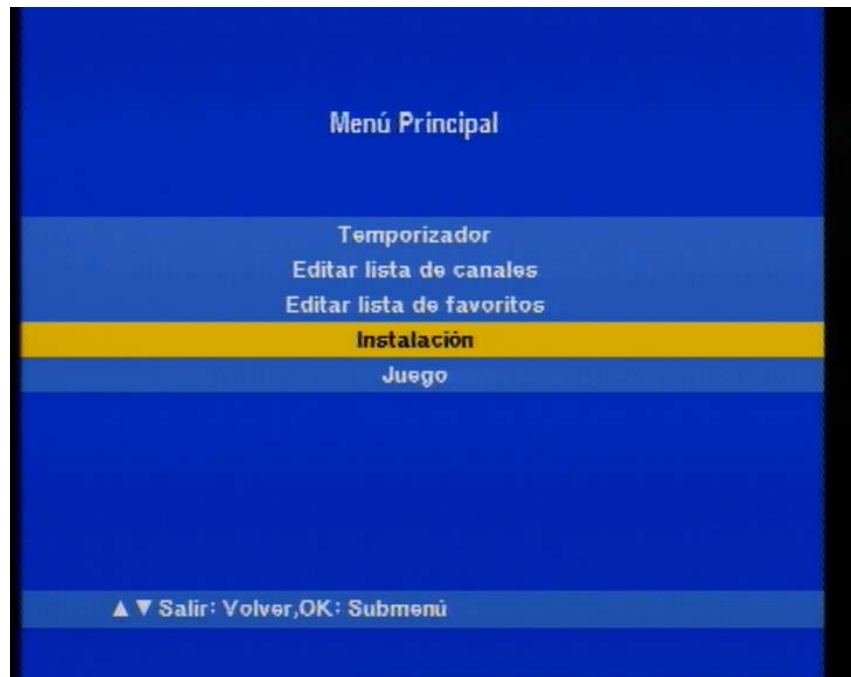 Menú Principal
Temporizador
Editar lista de canales
Editar lista de favoritos
Instalación
Juego
▲▼ Salir: Volver,OK: Submenú